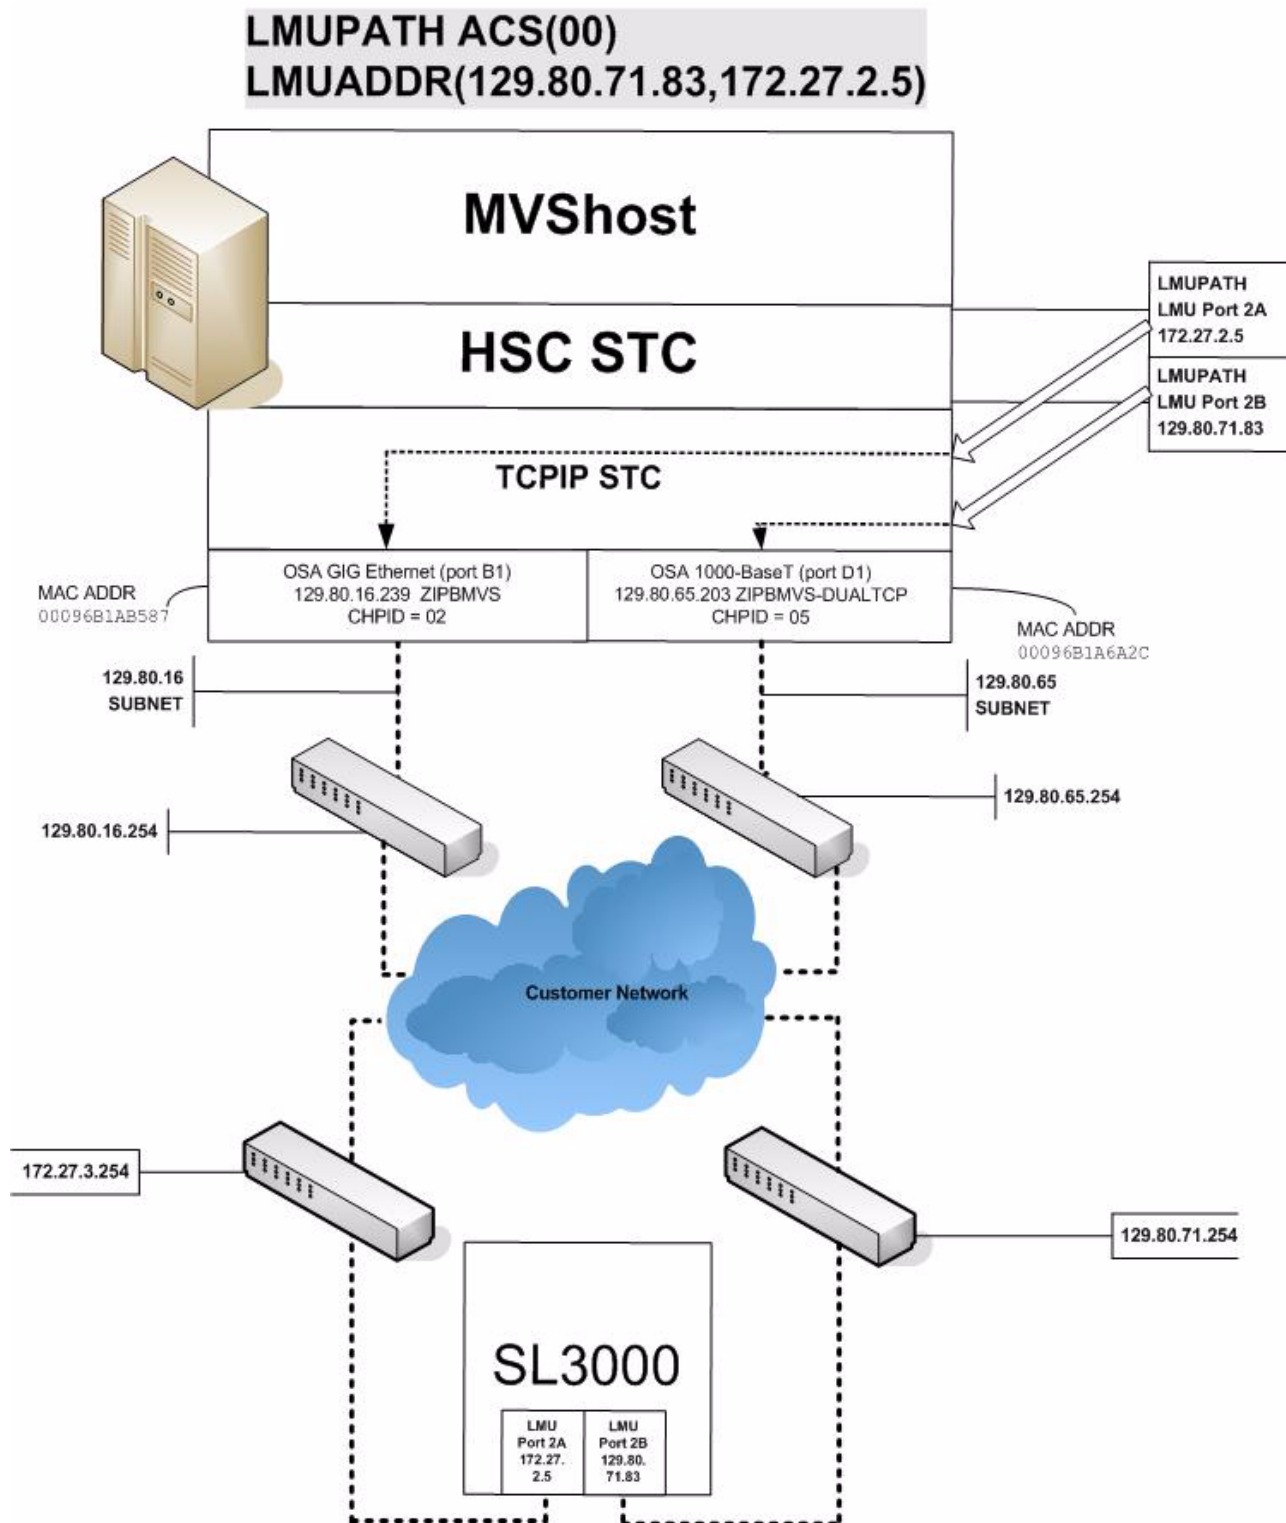 LMUPATH ACS(00)
LMUADDR(129.80.71.83,172.27.2.5)
MVShost
LMUPATH
LMU Port 2A
172.27.2.5
HSC STC
LMUPATH
LMU Port 2B
129.80.71.83
TCPIP STC
OSA GIG Ethernet (port B1)
129.80.16.239 ZIPBMVS
CHPID = 02
OSA 1000-BaseT (port D1)
129.80.65.203 ZIPBMVS-DUALTCP
CHPID = 05
MAC ADDR
00096B1AB587
MAC ADDR
00096B1A6A2C
129.80.16
SUBNET
129.80.65
SUBNET
129.80.16.254
129.80.65.254
Customer Network
172.27.3.254
129.80.71.254
SL3000
LMU
Port 2A
172.27.
2.5
LMU
Port 2B
129.80.
71.83